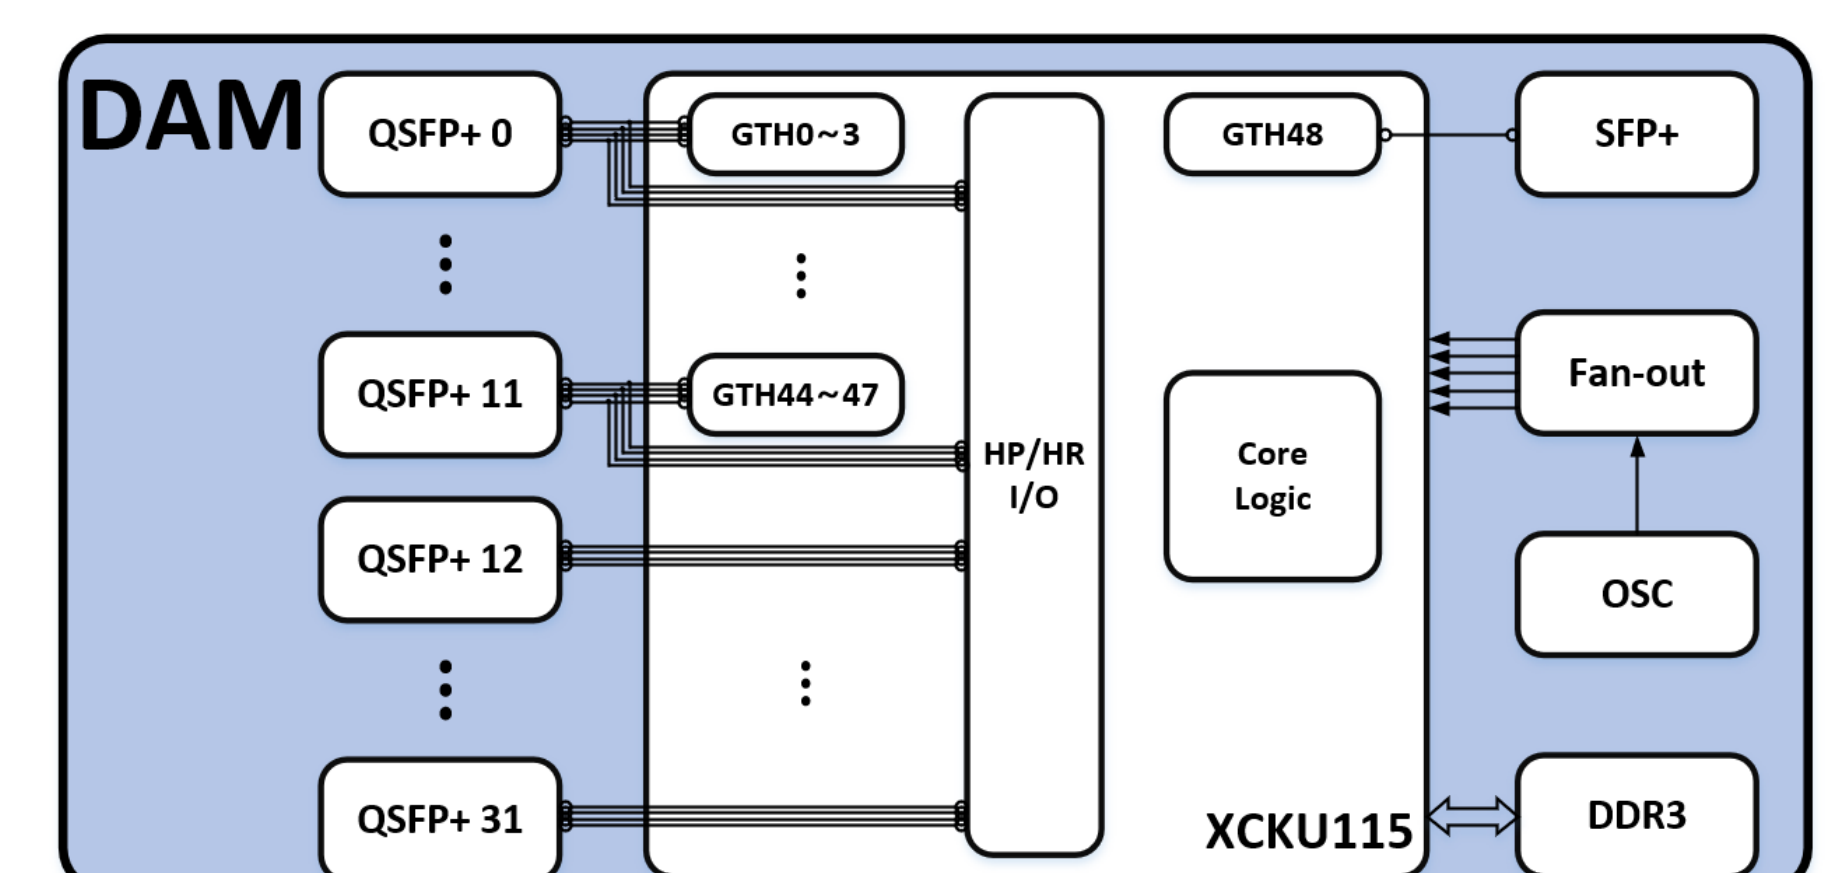 DAM
QSFP+ 0
GTH0~3
GTH48
SFP+
QSFP+ 11
GTH44~47
Fan-out
HP/HR
I/O
Core
Logic
QSFP+ 12
OSC
QSFP+ 31
XCKU115
DDR3